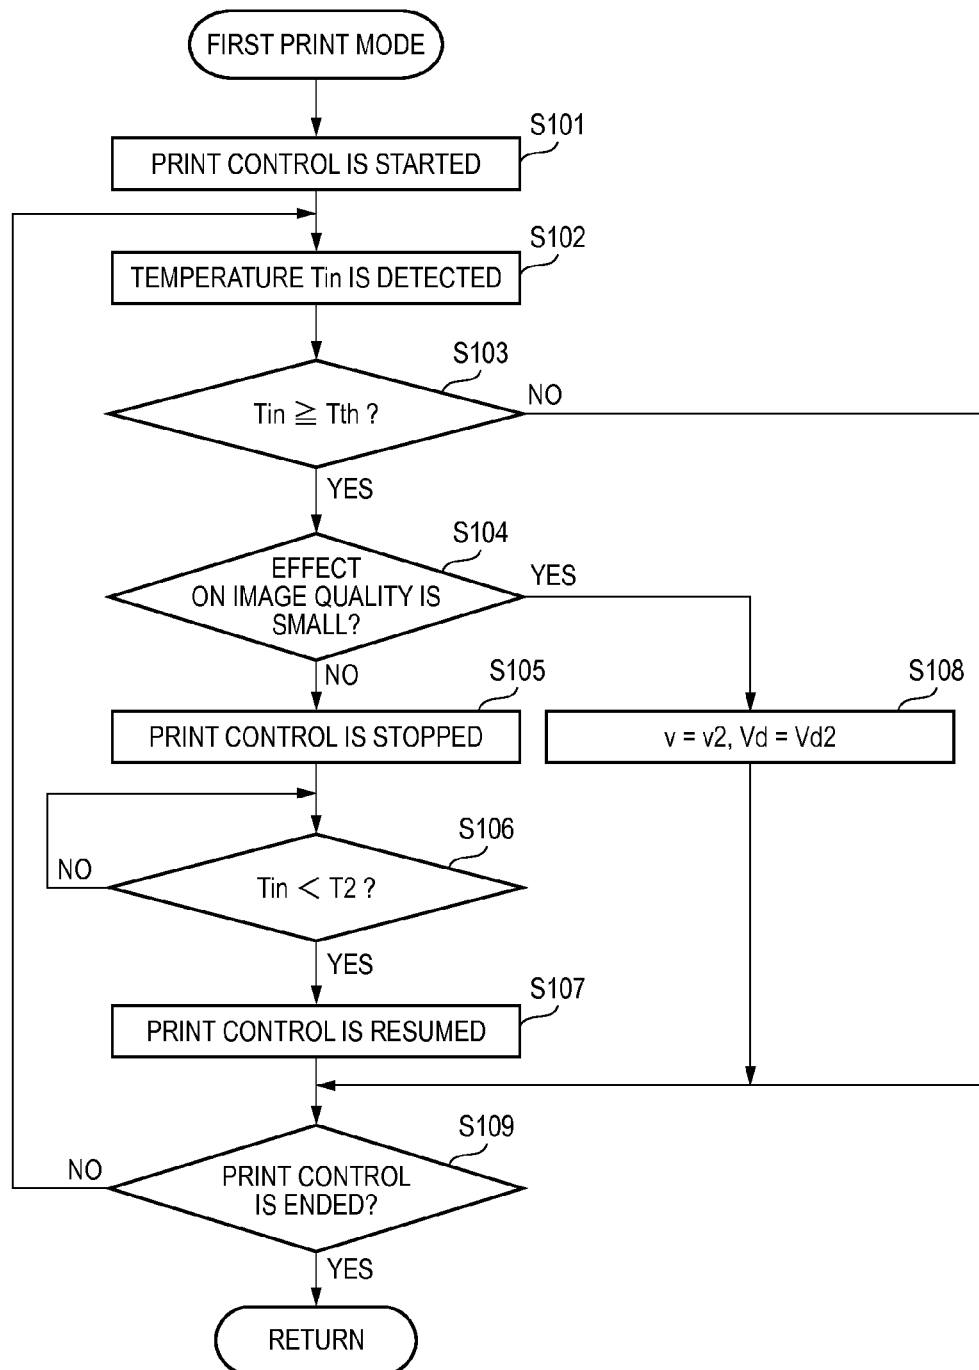 FIRST PRINT MODE
S101
PRINT CONTROL IS STARTED
S102
TEMPERATURE Tin IS DETECTED
S103
Tin ≧ Tth ?
NO
YES
S104
EFFECT
ON IMAGE QUALITY IS
SMALL?
YES
NO
S105
PRINT CONTROL IS STOPPED
S108
v = v2, Vd = Vd2
S106
Tin < T2 ?
NO
YES
S107
PRINT CONTROL IS RESUMED
S109
PRINT CONTROL
IS ENDED?
NO
YES
RETURN